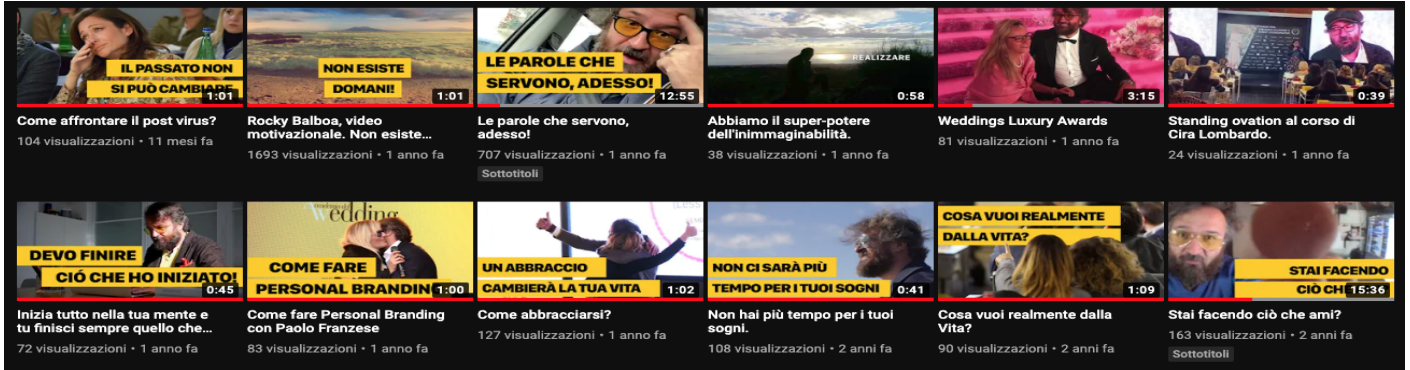 IL PASSATO NON
SI PUÒ CAMBIARE
1:01
Come affrontare il post virus?
104 visualizzazioni • 11 mesi fa
NON ESISTE
DOMANI!
1:01
Rocky Balboa, video
motivazionale. Non esiste...
1693 visualizzazioni • 1 anno fa
LE PAROLE CHE
SERVONO, ADESSO!
12:55
Le parole che servono,
adesso!
707 visualizzazioni • 1 anno fa
Sottotitoli
REALIZZARE
0:58
Abbiamo il super-potere
dell'inimmaginabilità.
38 visualizzazioni • 1 anno fa
3:15
Weddings Luxury Awards
81 visualizzazioni • 1 anno fa
0:39
Standing ovation al corso di
Cira Lombardo.
24 visualizzazioni • 1 anno fa
DEVO FINIRE
CIÓ CHE HO INIZIATO!
0:45
Inizia tutto nella tua mente e
tu finisci sempre quello che...
72 visualizzazioni • 1 anno fa
Wedding
COME FARE
PERSONAL BRANDING
1:00
Come fare Personal Branding
con Paolo Franzese
83 visualizzazioni • 1 anno fa
UN ABBRACCIO
CAMBIERÀ LA TUA VITA
1:02
Come abbracciarsi?
127 visualizzazioni • 1 anno fa
NON CI SARÀ PIÙ
TEMPO PER I TUOI SOGNI
0:41
Non hai più tempo per i tuoi
sogni.
108 visualizzazioni • 2 anni fa
COSA VUOI REALMENTE
DALLA VITA?
1:09
Cosa vuoi realmente dalla
Vita?
90 visualizzazioni • 2 anni fa
STAI FACENDO
CIÒ CH
15:36
Stai facendo ciò che ami?
163 visualizzazioni • 2 anni fa
Sottotitoli